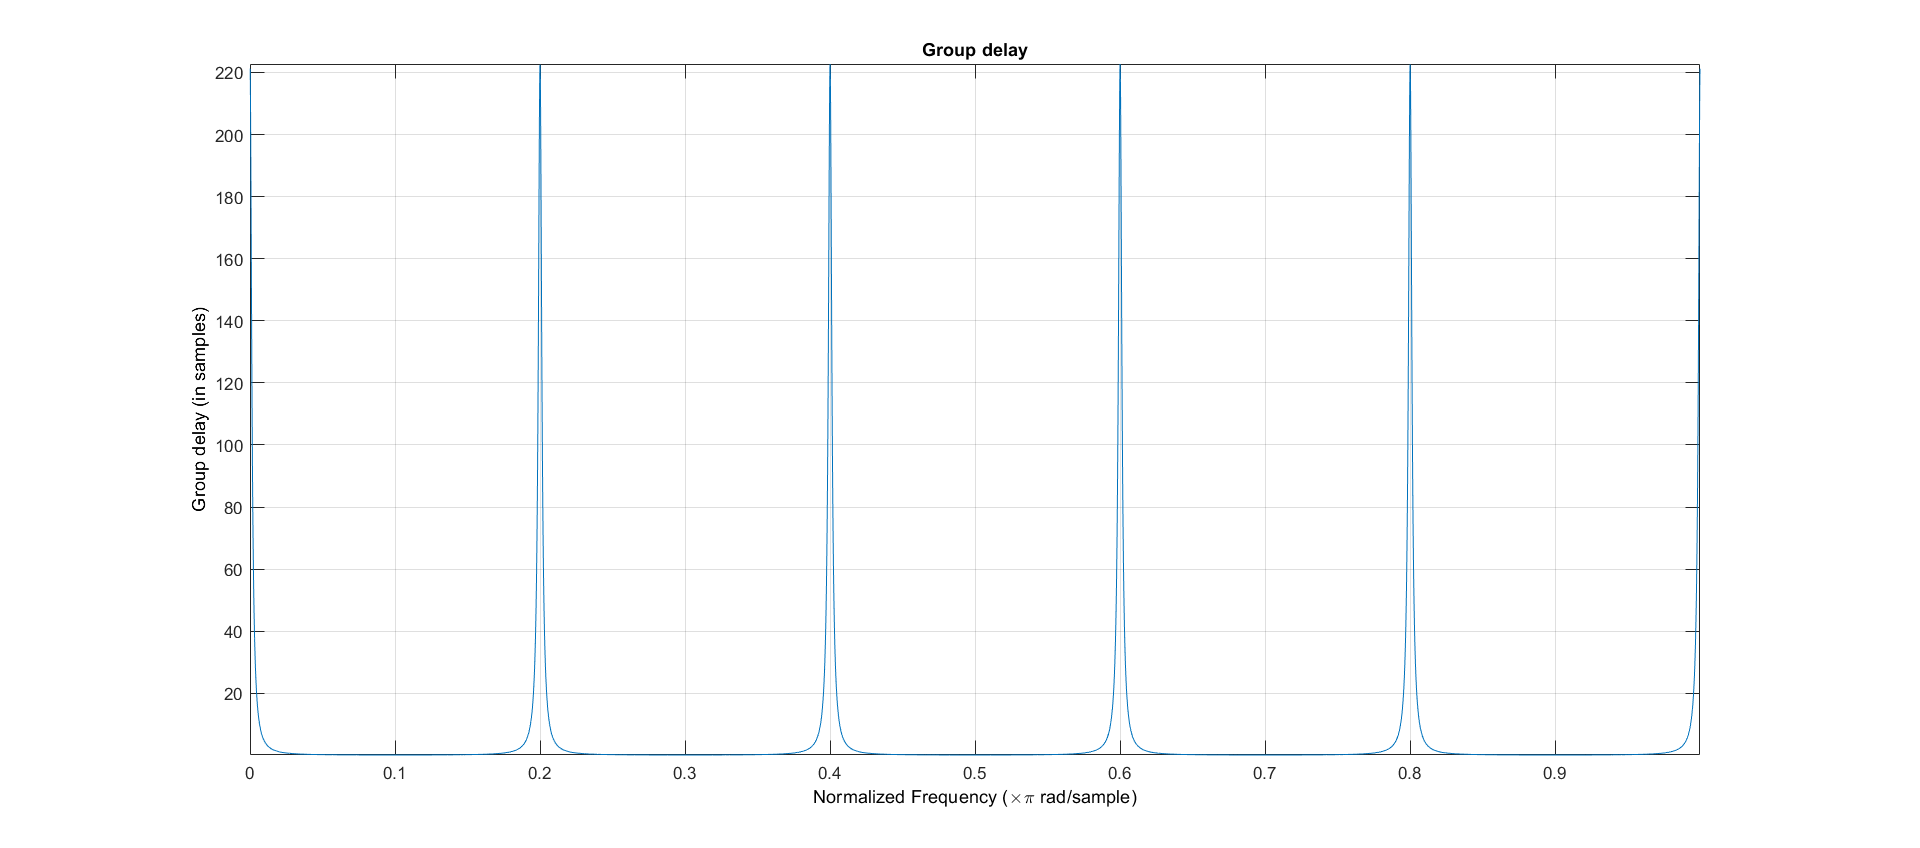 Group delay
220
200
180
160
140
120
100
80
60
40
20
Group delay (in samples)
0 0.1 0.2 0.3 0.4 0.5 0.6 0.7 0.8 0.9
Normalized Frequency (×π rad/sample)